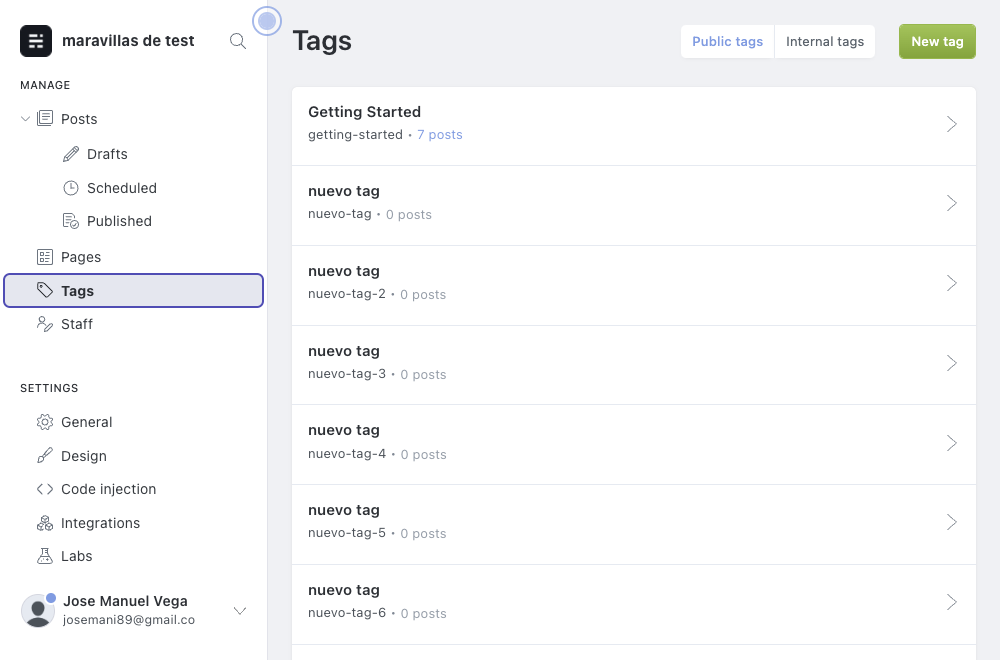 maravillas de test
MANAGE
Posts
Drafts
Scheduled
Published
Pages
Tags
Staff
SETTINGS
General
Design
Code injection
Integrations
Labs
Jose Manuel Vega
josemani89@gmail.co
Tags
Public tags
Internal tags
New tag
Getting Started
getting-started • 7 posts
nuevo tag
nuevo-tag • 0 posts
nuevo tag
nuevo-tag-2 • 0 posts
nuevo tag
nuevo-tag-3 • 0 posts
nuevo tag
nuevo-tag-4 • 0 posts
nuevo tag
nuevo-tag-5 • 0 posts
nuevo tag
nuevo-tag-6 • 0 posts